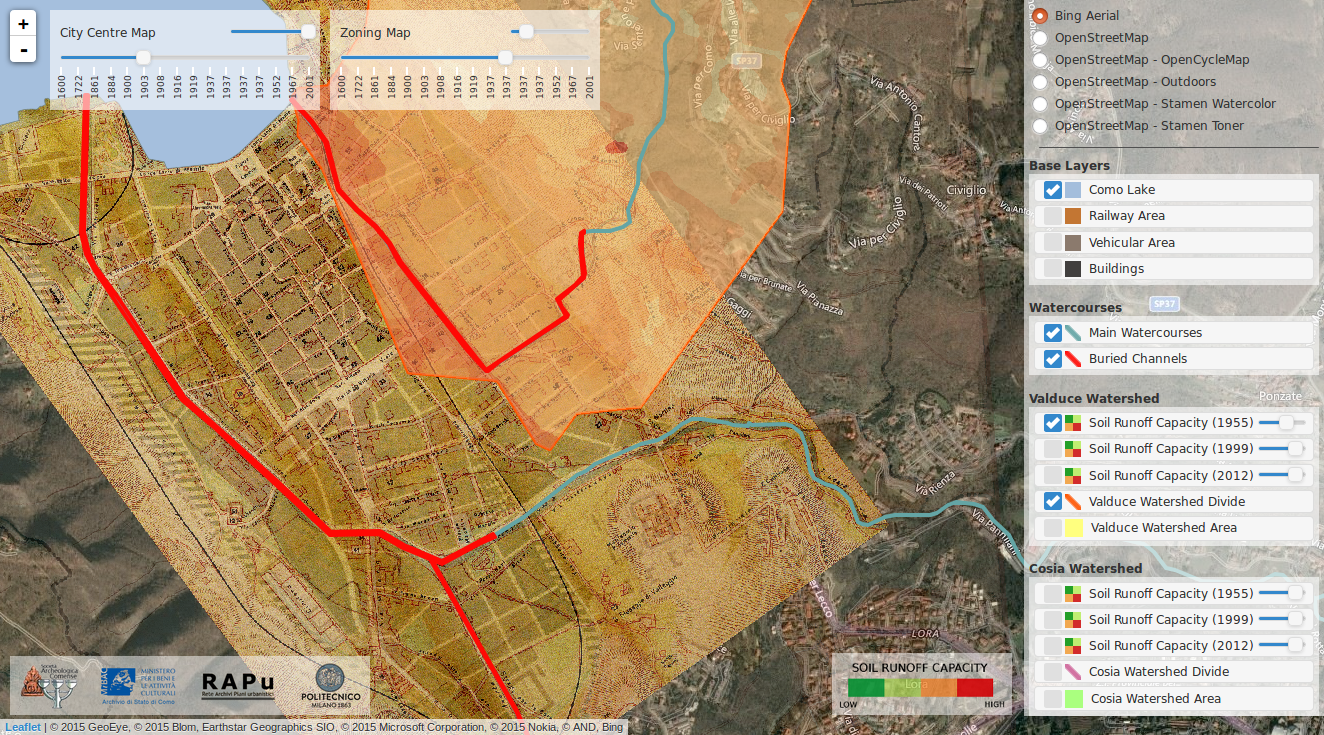 +
-
City Centre Map
1600 1722 1861 1884 1900 1903 1908 1916 1919 1937 1937 1937 1937 1952 1967 2001
Zoning Map
1600 1722 1861 1884 1900 1903 1908 1916 1919 1937 1937 1937 1937 1952 1967 2001
SP37
Via per Civiglio
Via Antonio Cantore
Via dei Patrioti
Civiglio
Via per Civiglio
Via per Brunate
Via Panazza
Gaggi
SP37
Ponzate
Via Rienza
Via Pannilani
LORA
Bing Aerial
OpenStreetMap
OpenStreetMap - OpenCycleMap
OpenStreetMap - Outdoors
OpenStreetMap - Stamen Watercolor
OpenStreetMap - Stamen Toner
Base Layers
Como Lake
Railway Area
Vehicular Area
Buildings
Watercourses
Main Watercourses
Buried Channels
Valduce Watershed
Soil Runoff Capacity (1955)
Soil Runoff Capacity (1999)
Soil Runoff Capacity (2012)
Valduce Watershed Divide
Valduce Watershed Area
Cosia Watershed
Soil Runoff Capacity (1955)
Soil Runoff Capacity (1999)
Soil Runoff Capacity (2012)
Cosia Watershed Divide
Cosia Watershed Area
SOIL RUNOFF CAPACITY
Lora
LOW HIGH
Società
Archeologica
Comense
MiBAC
MINISTERO
PER I BENI E
LE ATTIVITÀ
CULTURALI
Archivio di Stato di Como
RAPu
Rete Archivi Piani urbanistici
POLITECNICO
MILANO 1863
Leaflet | © 2015 GeoEye, © 2015 Blom, Earthstar Geographics SIO, © 2015 Microsoft Corporation, © 2015 Nokia, © AND, Bing